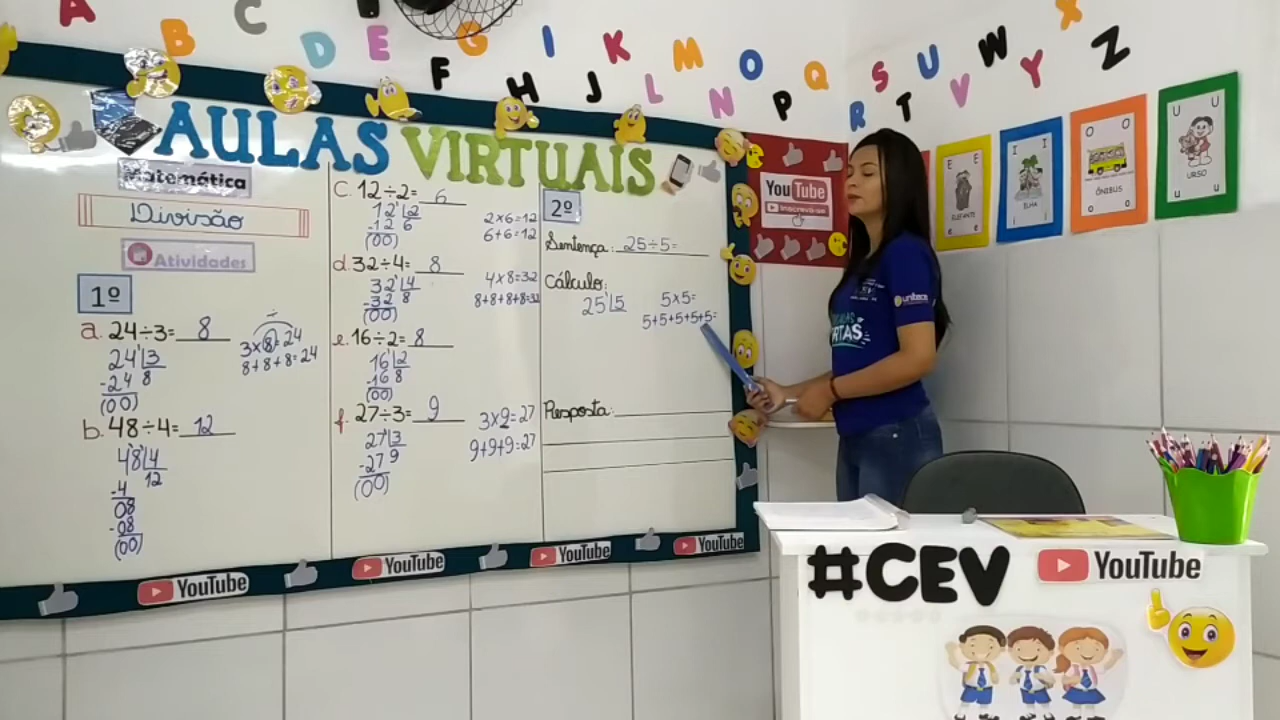 A B C D E F G H I J K L M N O P Q R S T U V W X Y Z
AULAS VIRTUAIS
Matemática
Divisão
Atividades
1º
a. 24÷3= 8
24 3
-24 8
(00)
÷
3x8=24
8+8+8=24
b. 48÷4= 12
48 4
12
-4
08
-08
(00)
C. 12÷2= 6
12 2
-12 6
(00)
2x6=12
6+6=12
d. 32÷4= 8
32 4
-32 8
(00)
4x8=32
8+8+8+8=32
e. 16÷2= 8
16 2
-16 8
(00)
f. 27÷3= 9
27 3
-27 9
(00)
3x9=27
9+9+9=27
2º
Sentença: 25÷5=
Cálculo:
25 5
5x5=
5+5+5+5+5=
Resposta:
YouTube
Inscreva-se
YouTube
YouTube
YouTube
YouTube
E E
ELEFANTE
e e
I I
ILHA
O O
ÔNIBUS
o o
U U
URSO
u u
uniteca
#CEV
YouTube